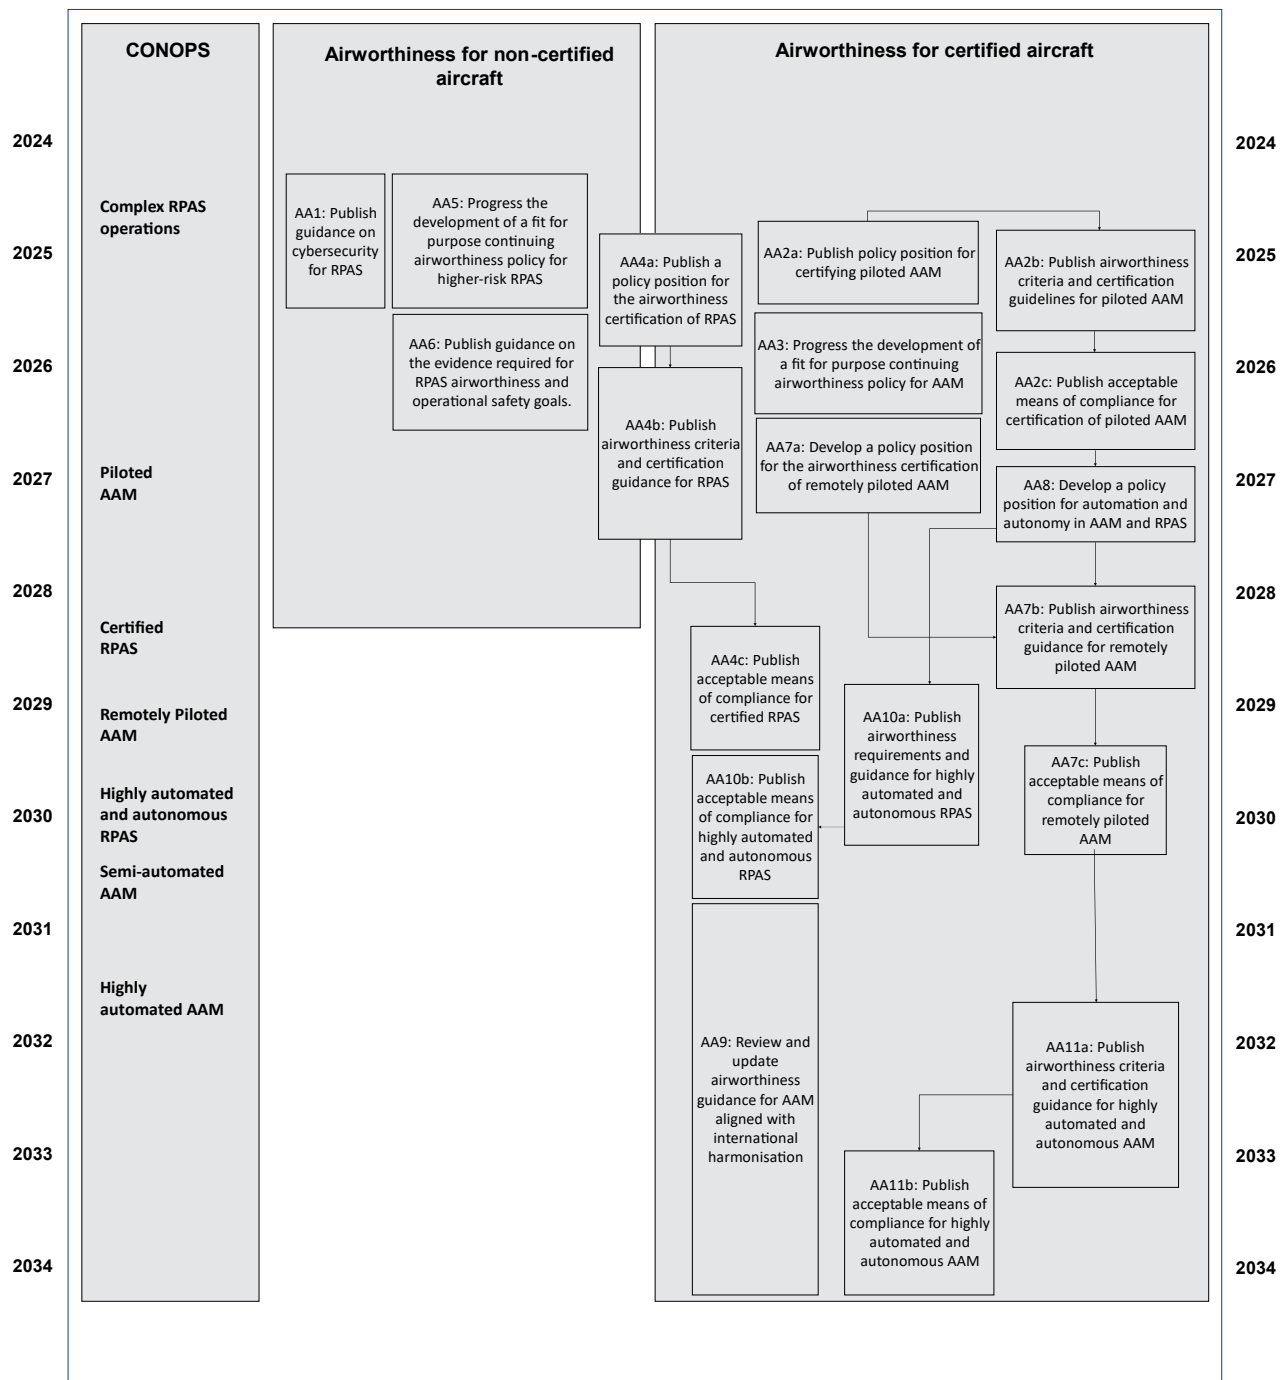 CONOPS
Airworthiness for non-certified
aircraft
Airworthiness for certified aircraft
2024
2025
2026
2027
2028
2029
2030
2031
2032
2033
2034
Complex RPAS
operations
Piloted
AAM
Certified
RPAS
Remotely Piloted
AAM
Highly automated
and autonomous
RPAS
Semi-automated
AAM
Highly
automated AAM
AA1: Publish
guidance on
cybersecurity
for RPAS
AA5: Progress the
development of a fit for
purpose continuing
airworthiness policy for
higher-risk RPAS
AA6: Publish guidance on
the evidence required for
RPAS airworthiness and
operational safety goals.
AA4a: Publish a
policy position for
the airworthiness
certification of RPAS
AA4b: Publish
airworthiness criteria
and certification
guidance for RPAS
AA2a: Publish policy position for
certifying piloted AAM
AA3: Progress the development of
a fit for purpose continuing
airworthiness policy for AAM
AA7a: Develop a policy position
for the airworthiness certification
of remotely piloted AAM
AA2b: Publish airworthiness
criteria and certification
guidelines for piloted AAM
AA2c: Publish acceptable
means of compliance for
certification of piloted AAM
AA8: Develop a policy
position for automation and
autonomy in AAM and RPAS
AA7b: Publish airworthiness
criteria and certification
guidance for remotely
piloted AAM
AA4c: Publish
acceptable means
of compliance for
certified RPAS
AA10a: Publish
airworthiness
requirements and
guidance for highly
automated and
autonomous RPAS
AA7c: Publish
acceptable means of
compliance for
remotely piloted
AAM
AA10b: Publish
acceptable means
of compliance for
highly automated
and autonomous
RPAS
AA9: Review and
update
airworthiness
guidance for AAM
aligned with
international
harmonisation
AA11a: Publish
airworthiness criteria
and certification
guidance for highly
automated and
autonomous AAM
AA11b: Publish
acceptable means of
compliance for highly
automated and
autonomous AAM
2024
2025
2026
2027
2028
2029
2030
2031
2032
2033
2034